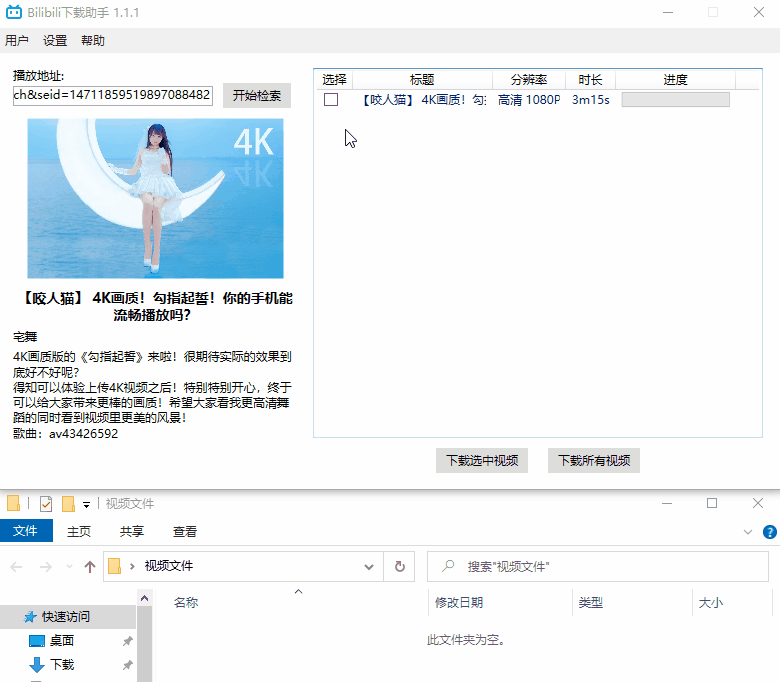 Bilibili下载助手 1.1.1
用户 设置 帮助
播放地址:
ch&seid=14711859519897088482 开始检索
4K
【咬人猫】 4K画质！勾指起誓！你的手机能
流畅播放吗？
宅舞
4K画质版的《勾指起誓》来啦！很期待实际的效果到
底好不好呢？
得知可以体验上传4K视频之后！特别特别开心，终于
可以给大家带来更棒的画质！希望大家看我更高清舞
蹈的同时看到视频里更美的风景！
歌曲：av43426592
选择 标题 分辨率 时长 进度
【咬人猫】 4K画质！勾 高清 1080P 3m15s
下载选中视频 下载所有视频
视频文件
文件 主页 共享 查看
视频文件 搜索"视频文件"
快速访问
桌面
下载
名称 修改日期 类型 大小
此文件夹为空。